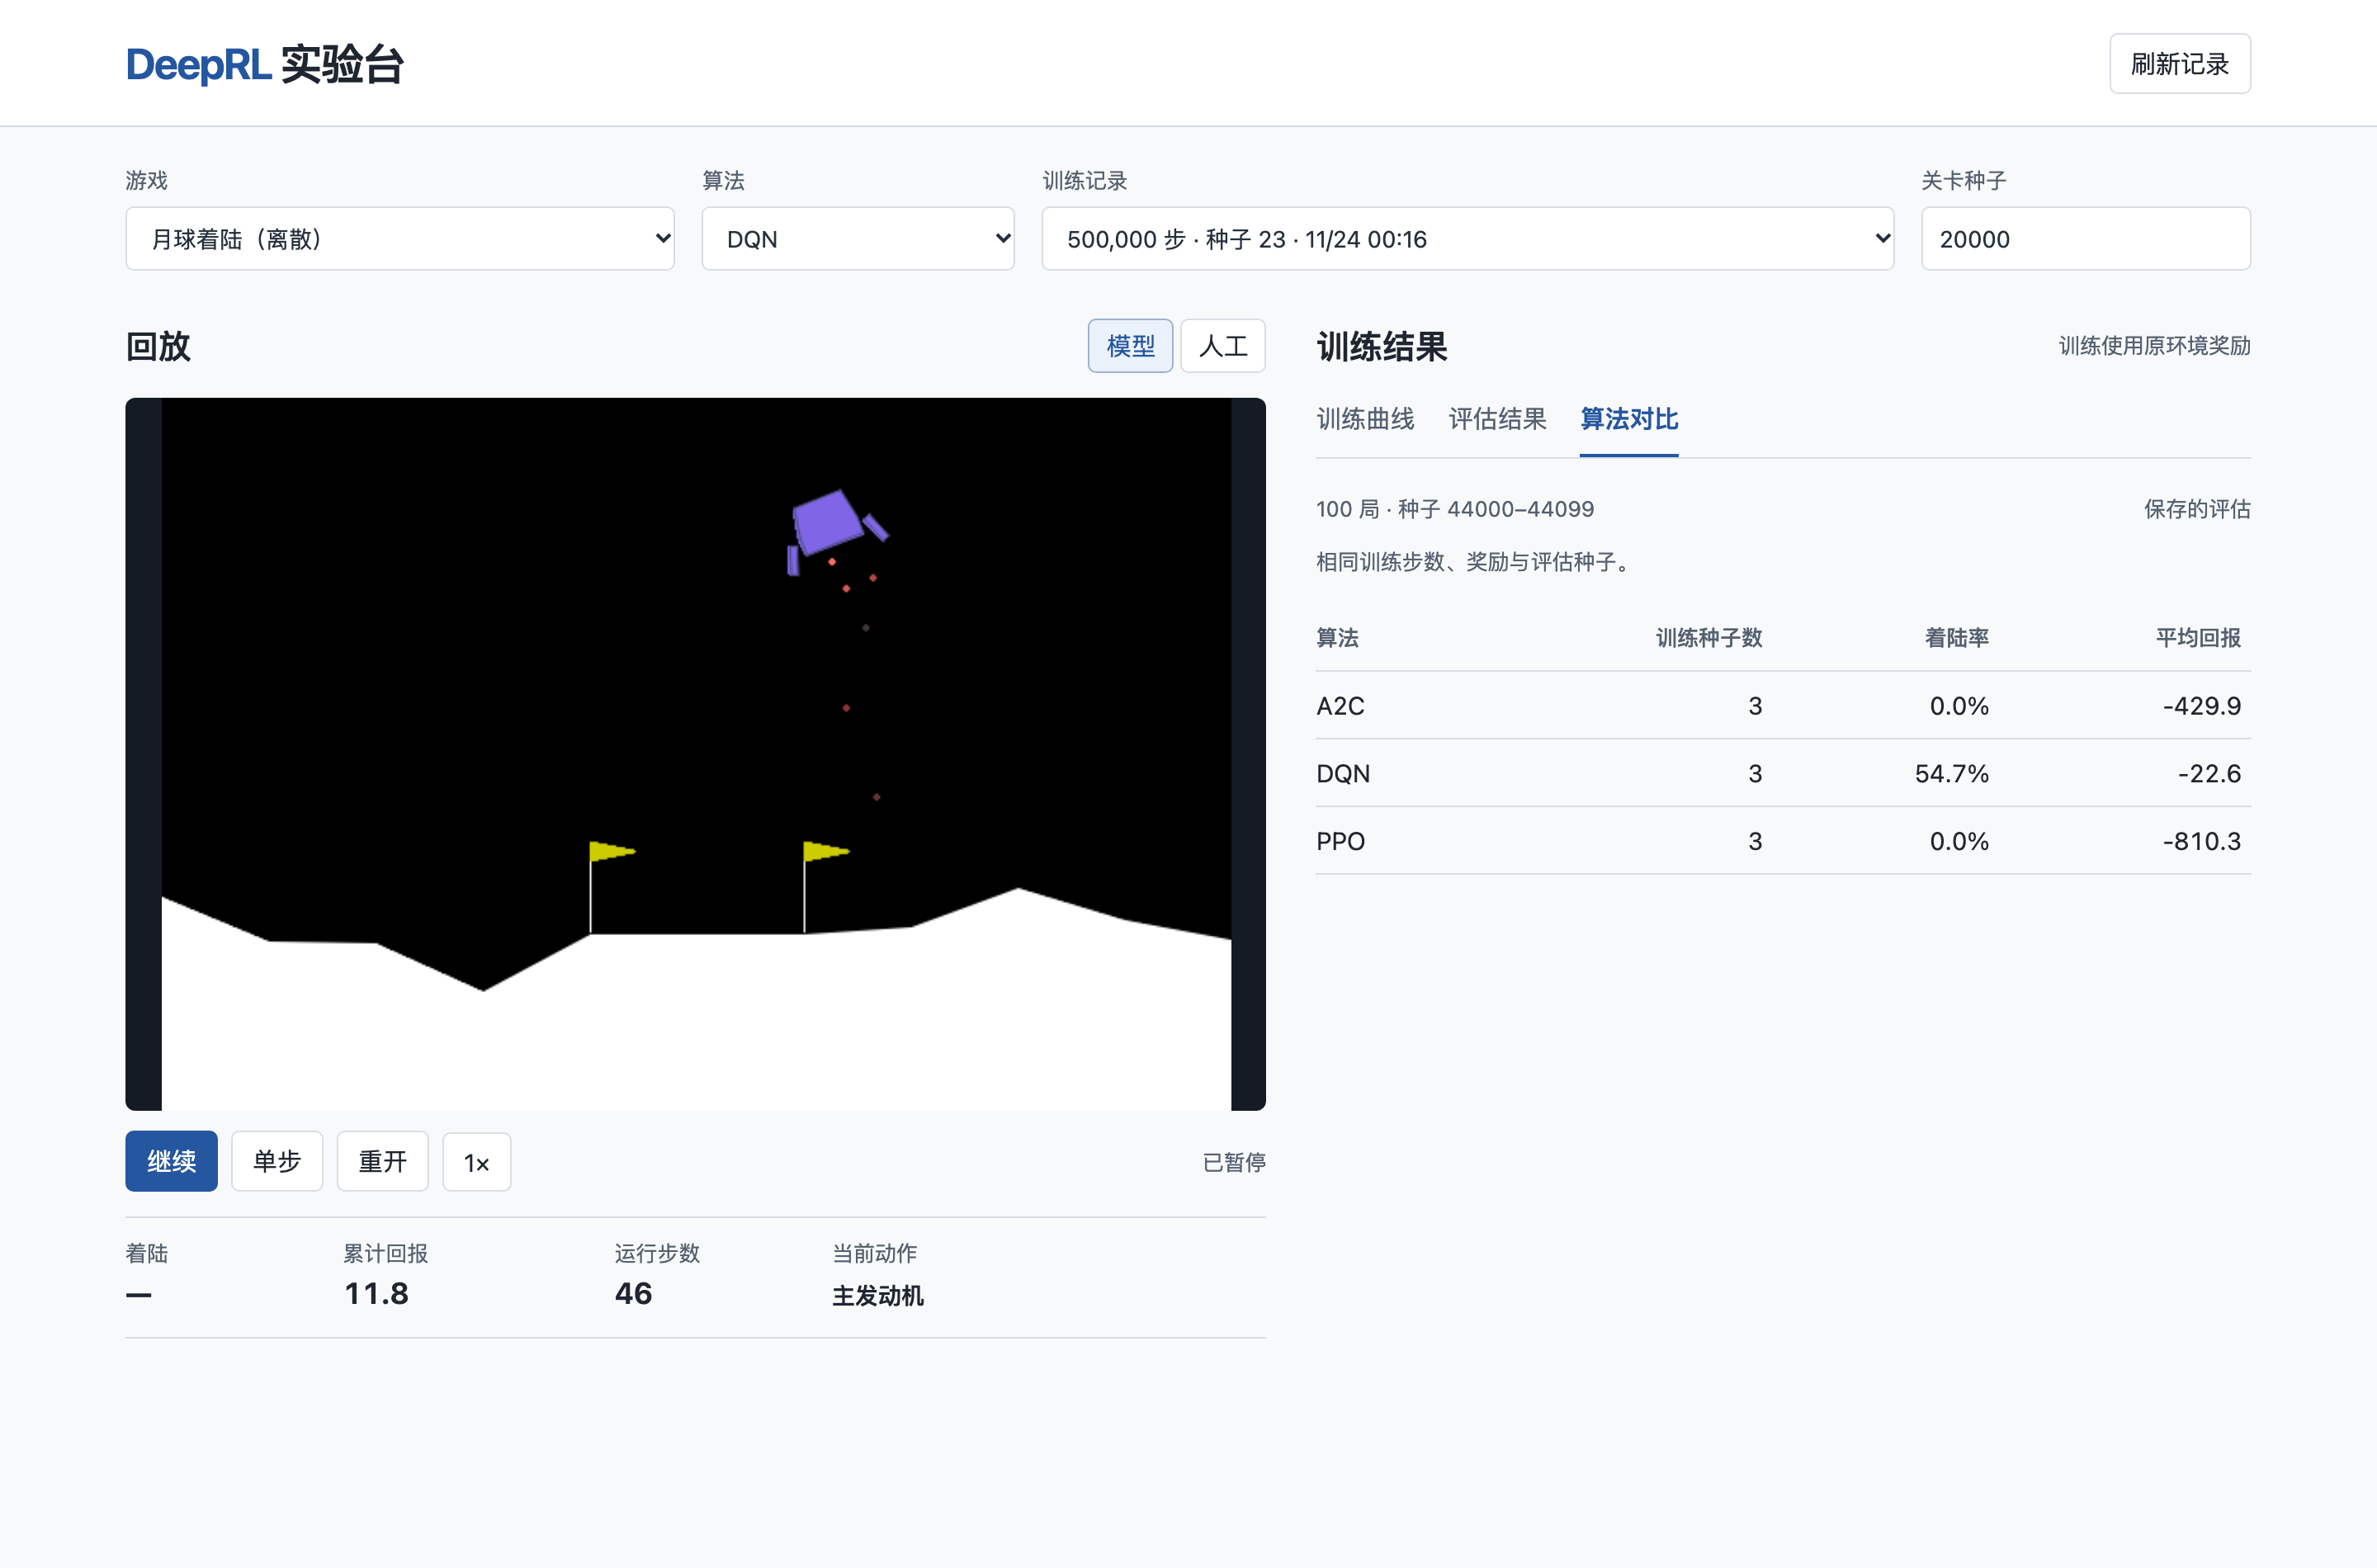 DeepRL 实验台
刷新记录
游戏
算法
训练记录
关卡种子
月球着陆（离散）
DQN
500,000 步 · 种子 23 · 11/24 00:16
20000
回放
模型
人工
训练结果
训练使用原环境奖励
训练曲线
评估结果
算法对比
100 局 · 种子 44000–44099
保存的评估
相同训练步数、奖励与评估种子。
算法 训练种子数 着陆率 平均回报
A2C 3 0.0% -429.9
DQN 3 54.7% -22.6
PPO 3 0.0% -810.3
继续
单步
重开
1×
已暂停
着陆
—
累计回报
11.8
运行步数
46
当前动作
主发动机